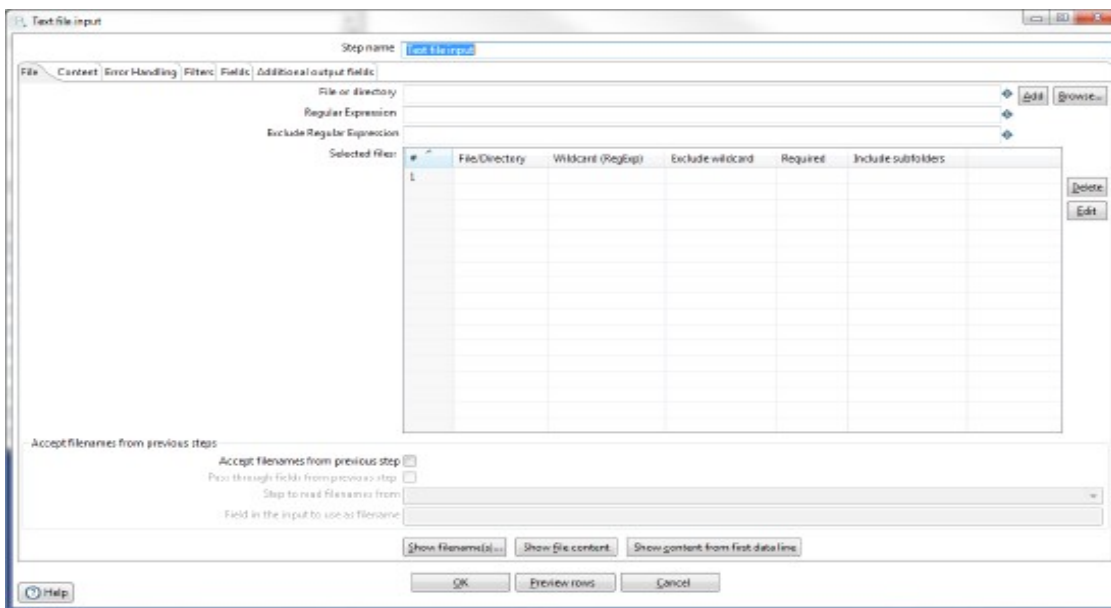 Text file input
Step name Text file input
File Content Error Handling Filters Fields Additional output fields
File or directory Add Browse...
Regular Expression
Exclude Regular Expression
Selected files: # File/Directory Wildcard (RegExp) Exclude wildcard Required Include subfolders
1
Delete
Edit
Accept filenames from previous steps
Accept filenames from previous step
Pass through fields from previous step
Step to read filenames from
Field in the input to use as filename
Show filename(s)... Show file content Show content from first data line
OK Preview rows Cancel
Help